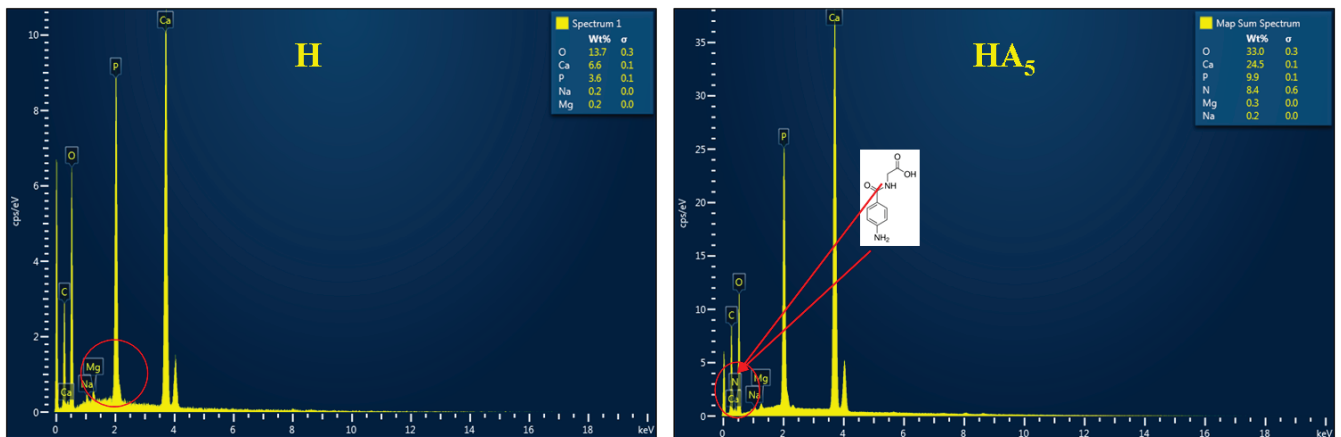 H
Spectrum 1
Wt% σ
O 13.7 0.3
Ca 6.6 0.1
P 3.6 0.1
Na 0.2 0.0
Mg 0.2 0.0
cps/eV
10
8
6
4
2
0
Ca
P
O
C
Ca
Na
Mg
0 2 4 6 8 10 12 14 16 18 keV
HA5
Map Sum Spectrum
Wt% σ
O 33.0 0.3
Ca 24.5 0.1
P 9.9 0.1
N 8.4 0.6
Mg 0.3 0.0
Na 0.2 0.0
cps/eV
35
30
25
20
15
10
5
0
Ca
P
O
C
N
Ca
Na
Mg
O
OH
O
NH
NH2
0 2 4 6 8 10 12 14 16 18 keV